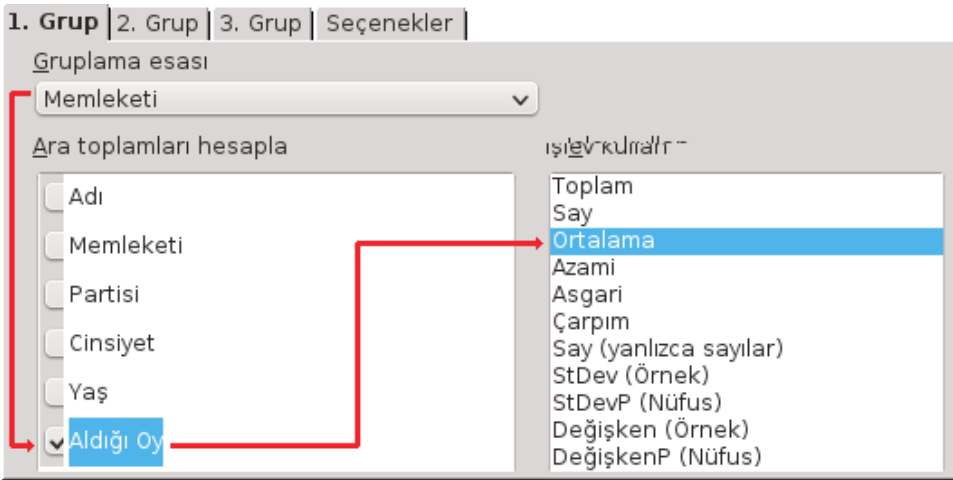 1. Grup 2. Grup 3. Grup Seçenekler
Gruplama esası
Memleketi
Ara toplamları hesapla
Adı
Memleketi
Partisi
Cinsiyet
Yaş
Aldığı Oy
Toplam
Say
Ortalama
Azami
Asgari
Çarpım
Say (yanlızca sayılar)
StDev (Örnek)
StDevP (Nüfus)
Değişken (Örnek)
DeğişkenP (Nüfus)